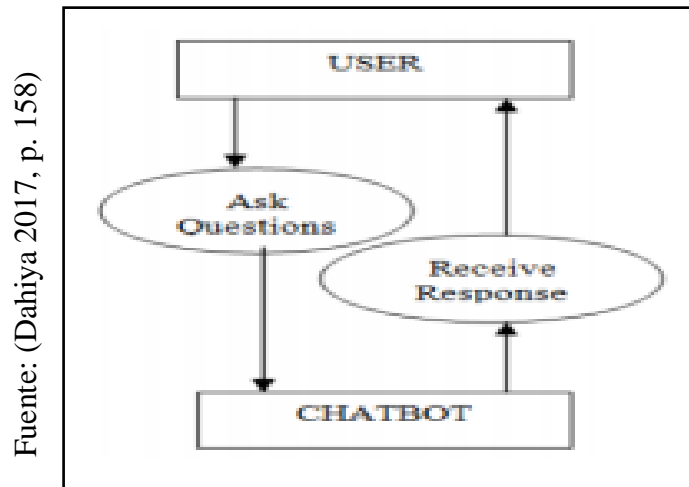 Fuente: (Dahiya 2017, p. 158)
USER
Ask
Questions
Receive
Response
CHATBOT